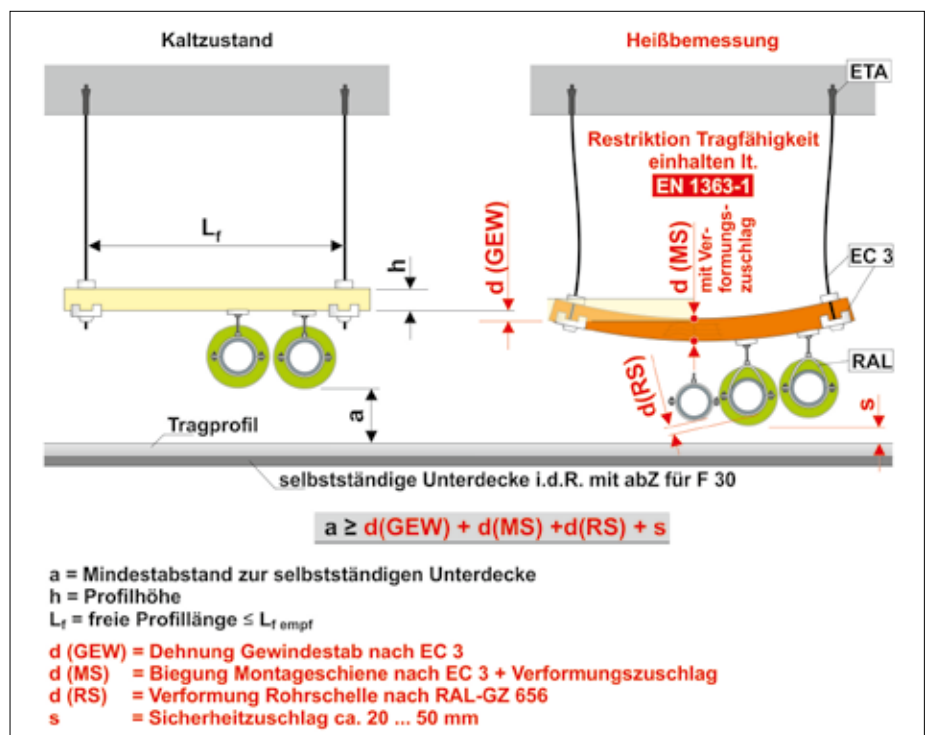 Kaltzustand
Heißbemessung
ETA
Restriktion Tragfähigkeit
einhalten lt.
EN 1363-1
Lf
h
d (GEW)
d (MS)
mit Ver-
formungs-
zuschlag
EC 3
RAL
d(RS)
s
a
Tragprofil
selbstständige Unterdecke i.d.R. mit abZ für F 30
a ≥ d(GEW) + d(MS) +d(RS) + s
a = Mindestabstand zur selbstständigen Unterdecke
h = Profilhöhe
Lf = freie Profillänge ≤ Lf empf
d (GEW) = Dehnung Gewindestab nach EC 3
d (MS) = Biegung Montageschiene nach EC 3 + Verformungszuschlag
d (RS) = Verformung Rohrschelle nach RAL-GZ 656
s = Sicherheitzuschlag ca. 20 ... 50 mm